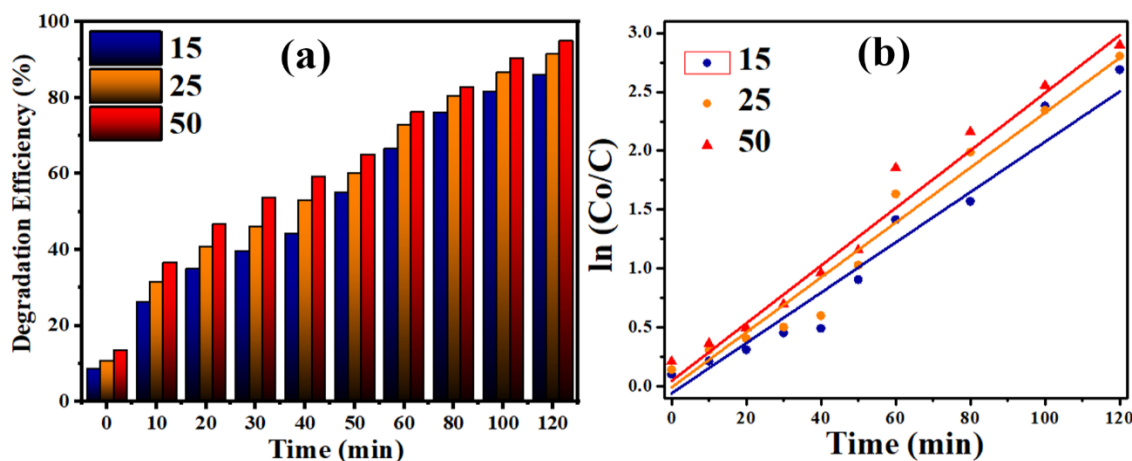 (a)
15
25
50
Degradation Efficiency (%)
100
80
60
40
20
0
0 10 20 30 40 50 60 80 100 120
Time (min)
(b)
15
25
50
ln (Co/C)
3.0
2.5
2.0
1.5
1.0
0.5
0.0
0 20 40 60 80 100 120
Time (min)